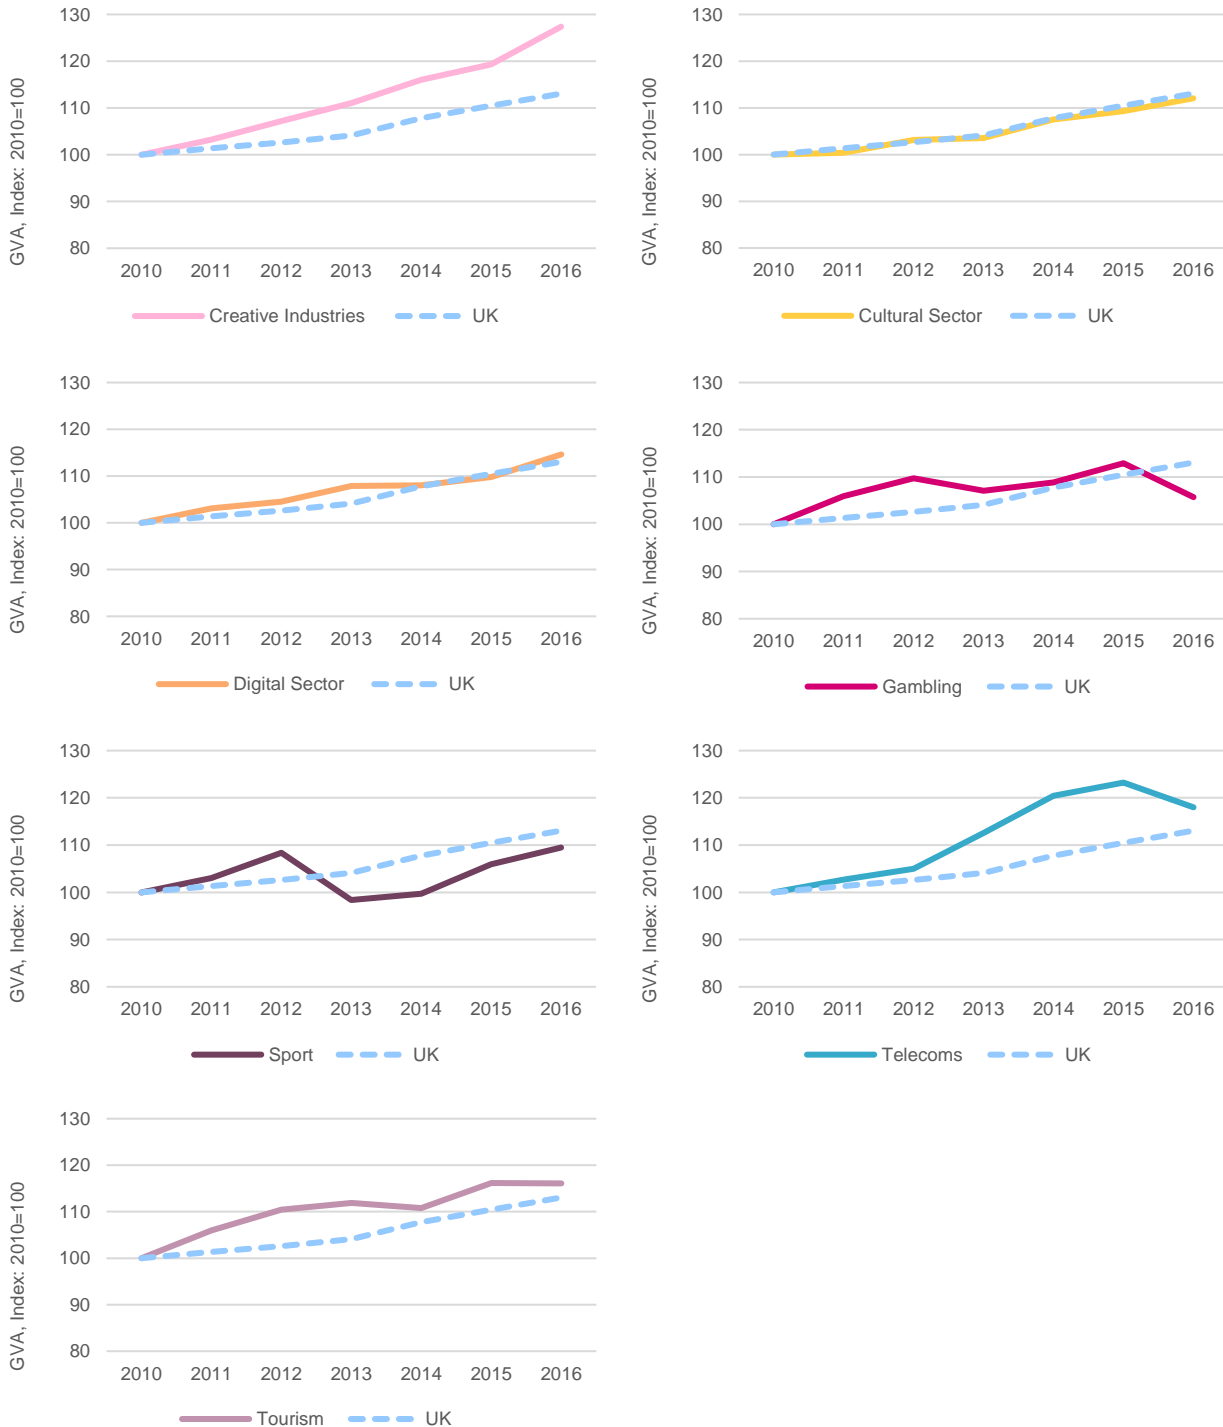 GVA, Index: 2010=100
130
120
110
100
90
80
2010 2011 2012 2013 2014 2015 2016
Creative Industries UK
GVA, Index: 2010=100
130
120
110
100
90
80
2010 2011 2012 2013 2014 2015 2016
Cultural Sector UK
GVA, Index: 2010=100
130
120
110
100
90
80
2010 2011 2012 2013 2014 2015 2016
Digital Sector UK
GVA, Index: 2010=100
130
120
110
100
90
80
2010 2011 2012 2013 2014 2015 2016
Gambling UK
GVA, Index: 2010=100
130
120
110
100
90
80
2010 2011 2012 2013 2014 2015 2016
Sport UK
GVA, Index: 2010=100
130
120
110
100
90
80
2010 2011 2012 2013 2014 2015 2016
Telecoms UK
GVA, Index: 2010=100
130
120
110
100
90
80
2010 2011 2012 2013 2014 2015 2016
Tourism UK